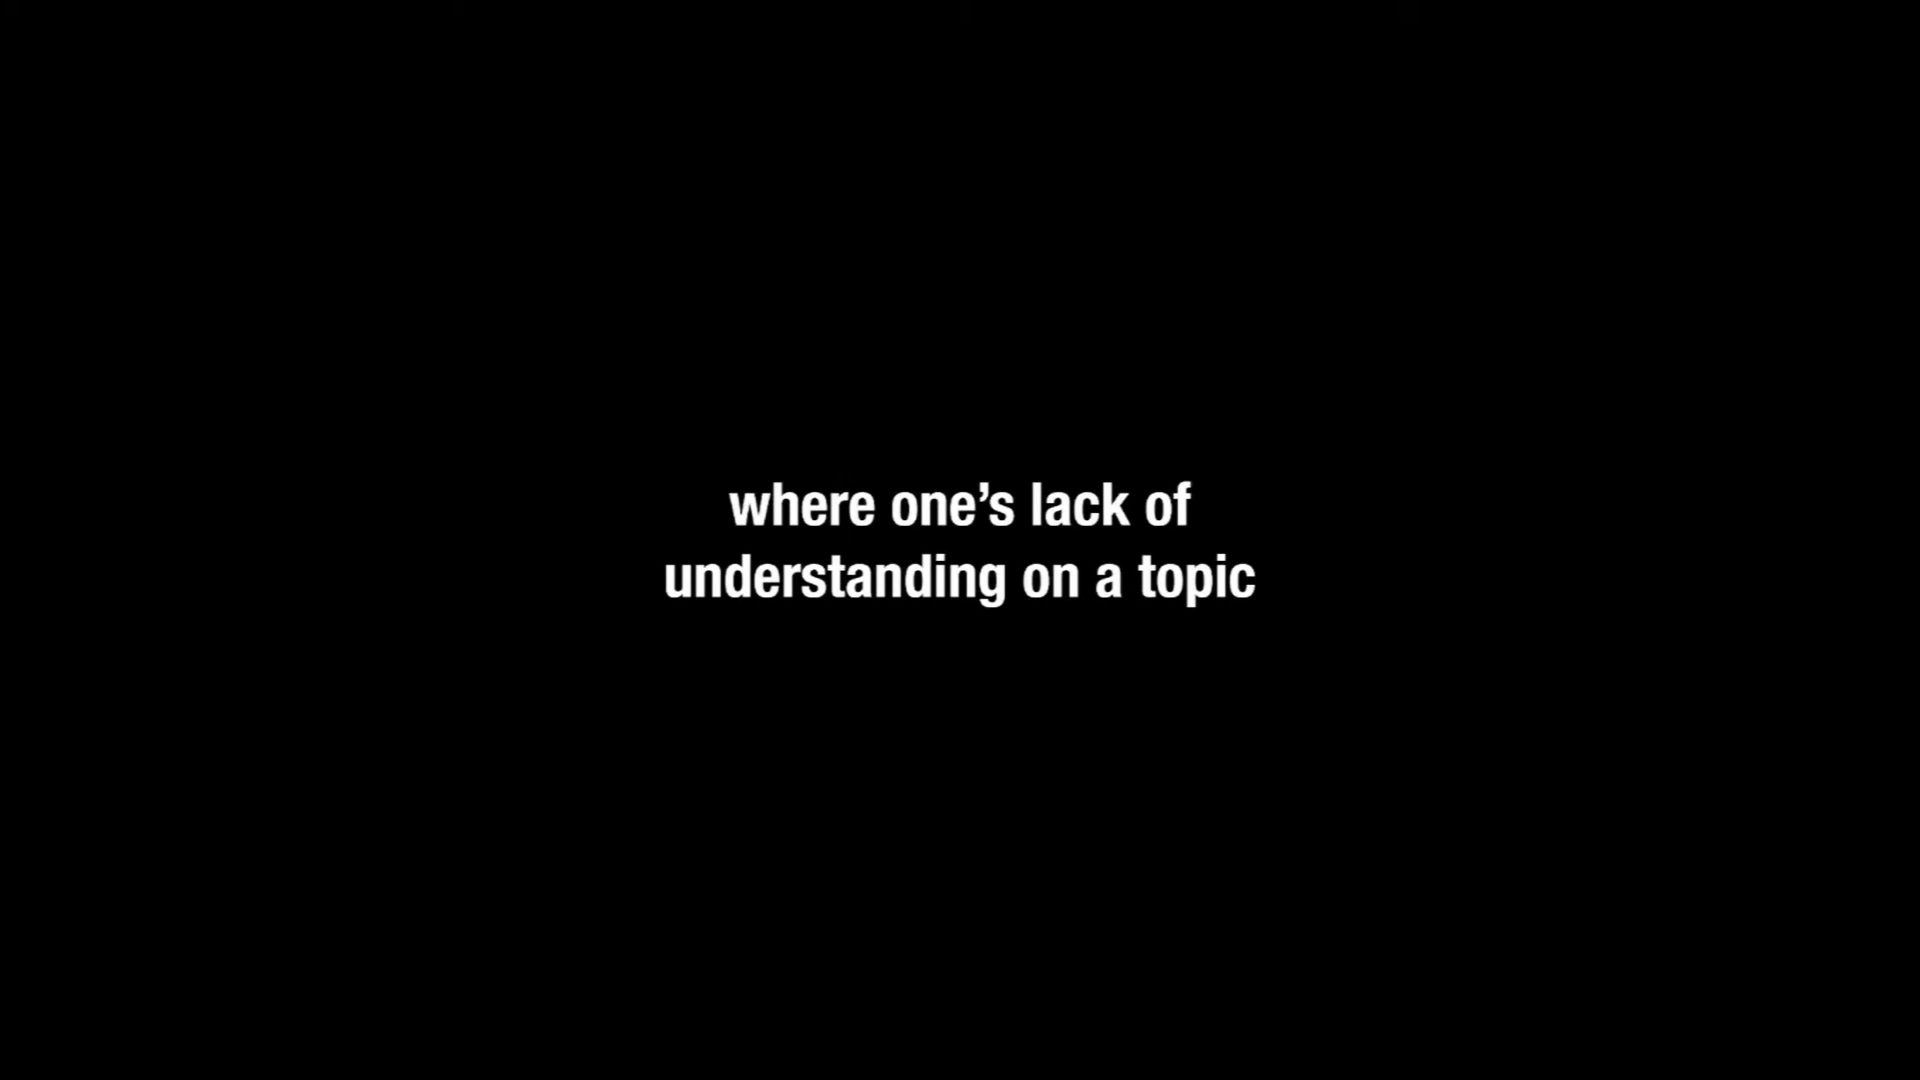 where one’s lack of
understanding on a topic